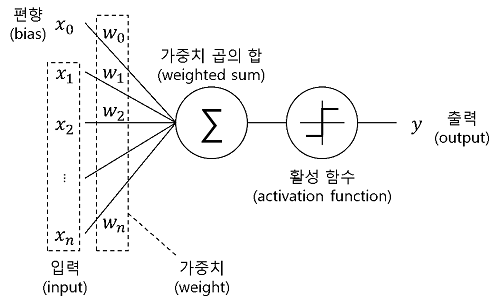 편향
(bias)
x₀
w₀
x₁
w₁
x₂
w₂
...
xₙ
wₙ
입력
(input)
가중치
(weight)
가중치 곱의 합
(weighted sum)
∑
활성 함수
(activation function)
y
출력
(output)